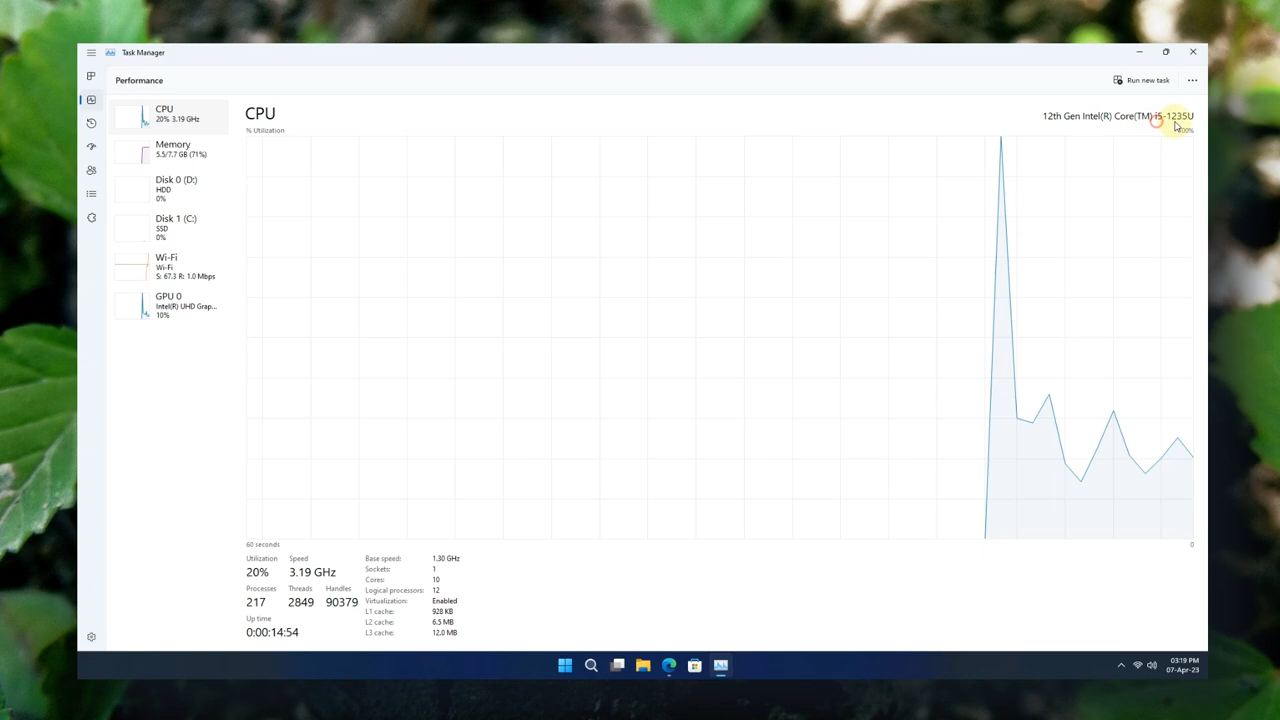 Task Manager
Performance
Run new task
CPU
20% 3.19 GHz
Memory
5.5/7.7 GB (71%)
Disk 0 (D:)
HDD
0%
Disk 1 (C:)
SSD
0%
Wi-Fi
Wi-Fi
S: 67.3 R: 1.0 Mbps
GPU 0
Intel(R) UHD Grap...
10%
CPU
12th Gen Intel(R) Core(TM) i5-1235U
% Utilization
100%
60 seconds
0
Utilization Speed
20% 3.19 GHz
Processes Threads Handles
217 2849 90379
Up time
0:00:14:54
Base speed: 1.30 GHz
Sockets: 1
Cores: 10
Logical processors: 12
Virtualization: Enabled
L1 cache: 928 KB
L2 cache: 6.5 MB
L3 cache: 12.0 MB
03:19 PM
07-Apr-23